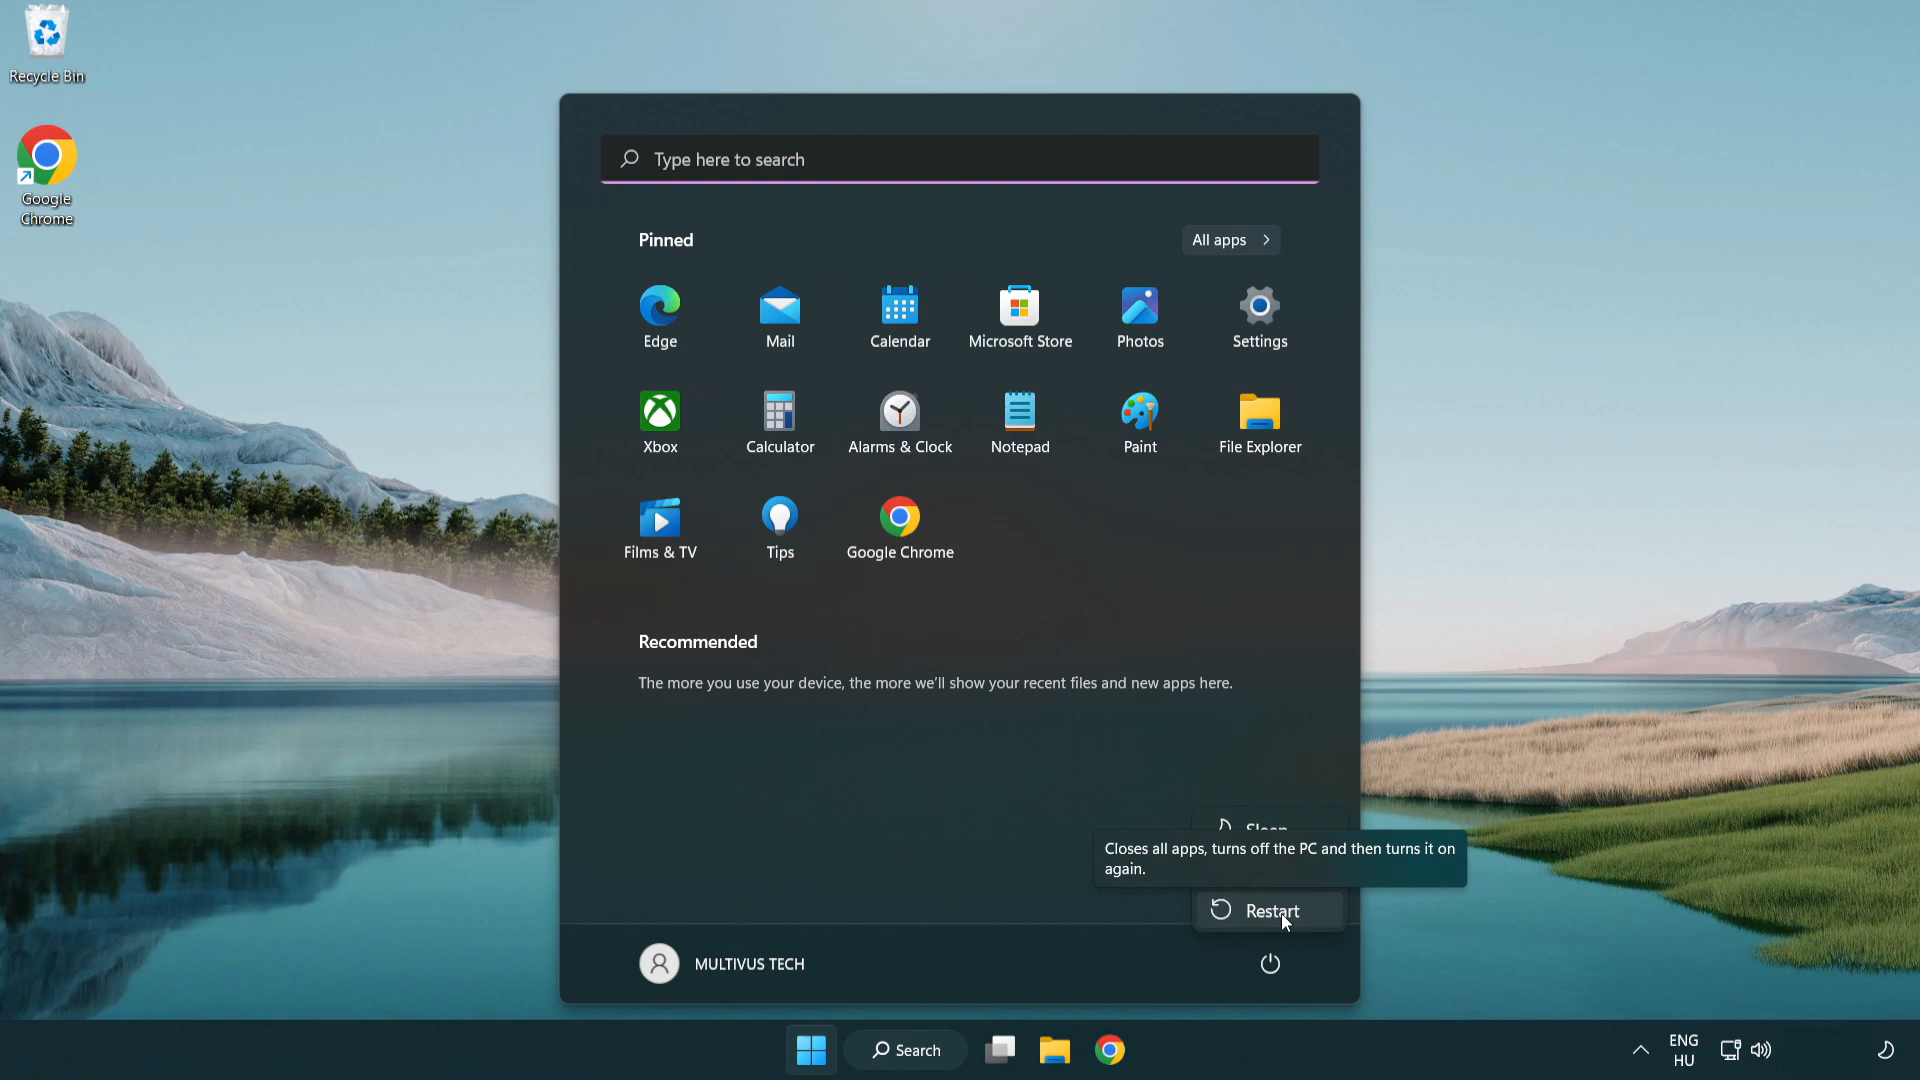 Recycle Bin
Google
Chrome
Type here to search
Pinned
All apps
Edge
Mail
Calendar
Microsoft Store
Photos
Settings
Xbox
Calculator
Alarms & Clock
Notepad
Paint
File Explorer
Films & TV
Tips
Google Chrome
Recommended
The more you use your device, the more we'll show your recent files and new apps here.
Sleep
Closes all apps, turns off the PC and then turns it on
again.
Restart
MULTIVUS TECH
Search
ENG
HU